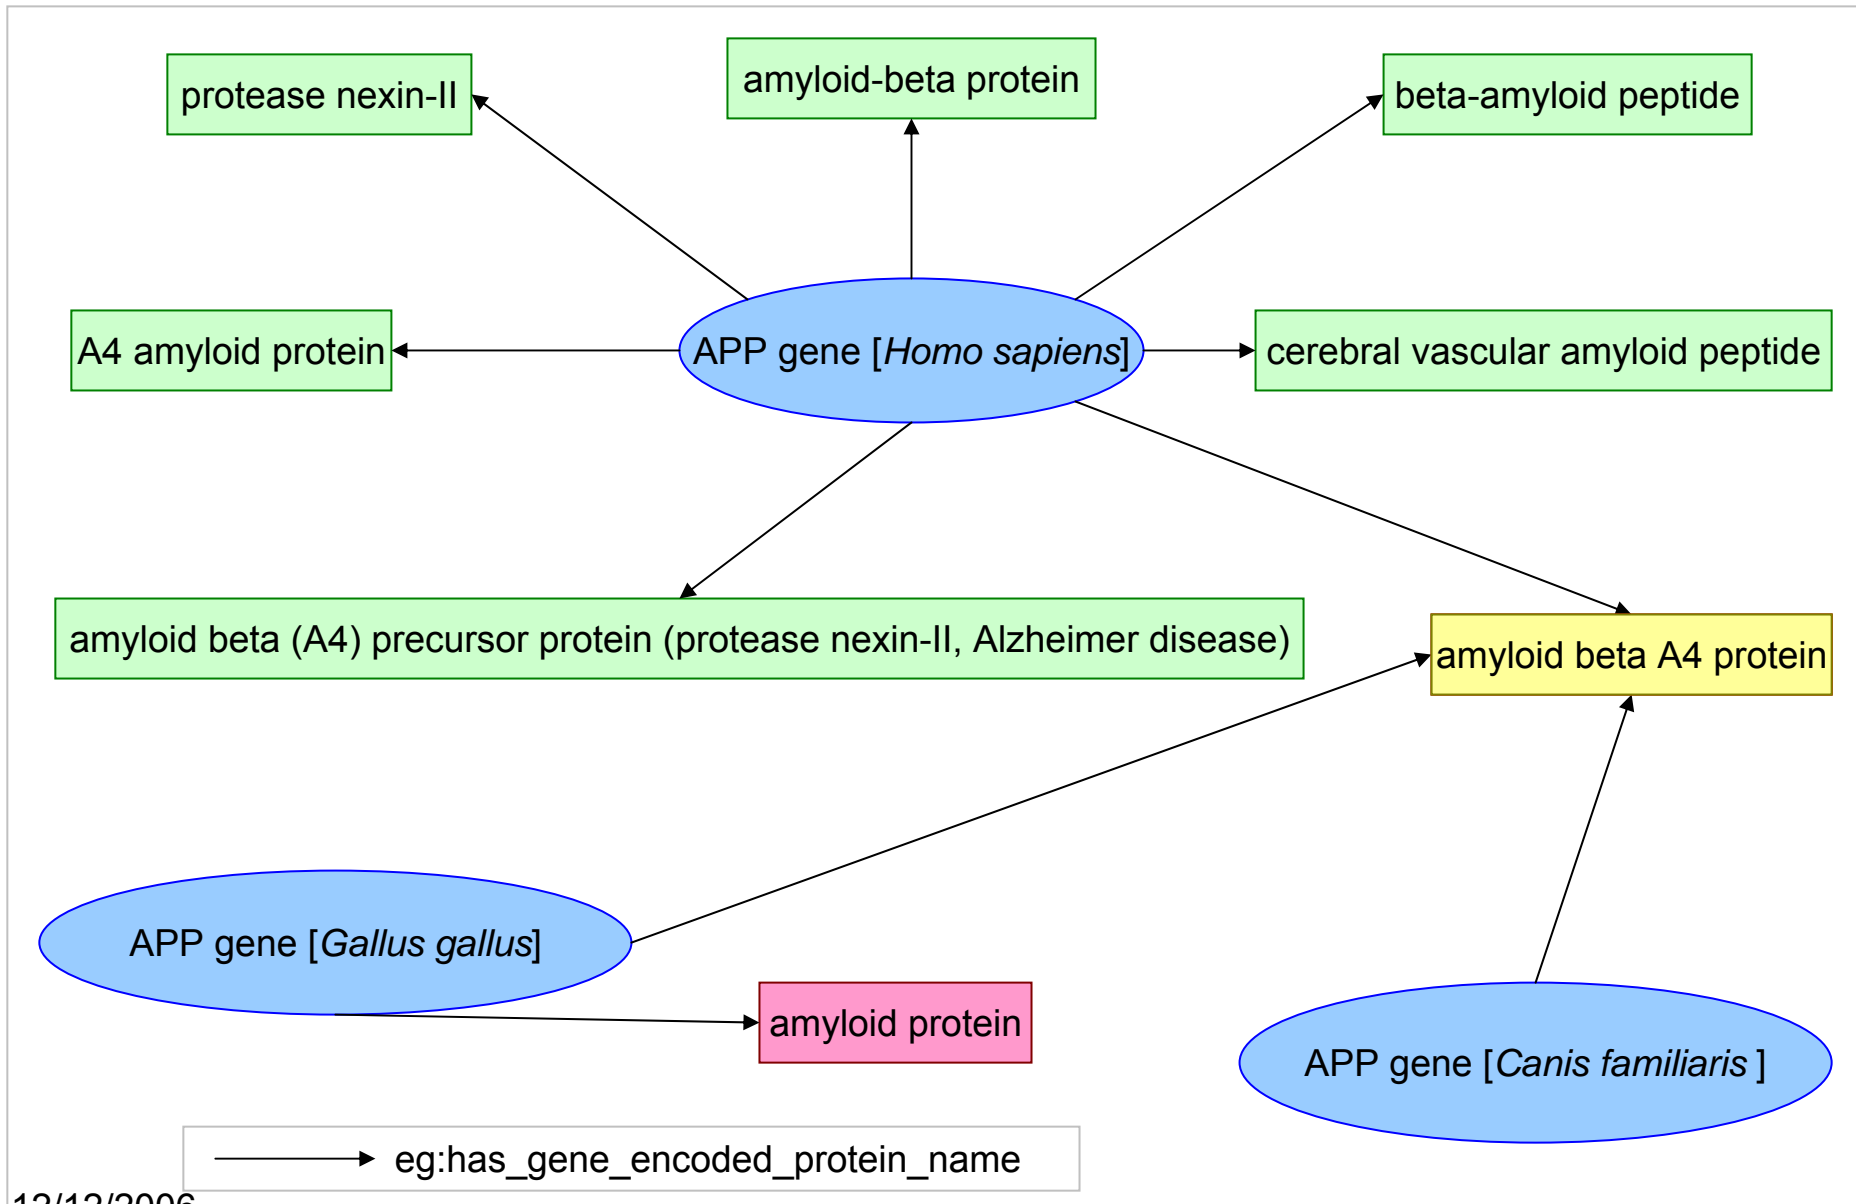 amyloid-beta protein
protease nexin-II
beta-amyloid peptide
A4 amyloid protein
APP gene [Homo sapiens]
cerebral vascular amyloid peptide
amyloid beta (A4) precursor protein (protease nexin-II, Alzheimer disease)
amyloid beta A4 protein
APP gene [Gallus gallus]
amyloid protein
APP gene [Canis familiaris ]
eg:has_gene_encoded_protein_name